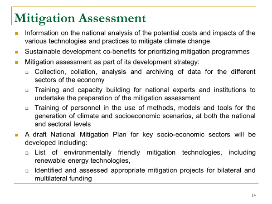 Mitigation Assessment
Information on the national analysis of the potential costs and impacts of the
various technologies and practices to mitigate climate change.
Sustainable development co-benefits for prioritizing mitigation programmes
Mitigation assessment as part of its development strategy:
Collection, collation, analysis and archiving of data for the different
sectors of the economy
Training and capacity building for national experts and institutions to
undertake the preparation of the mitigation assessment
Training of personnel in the use of methods, models and tools for the
generation of climate and socioeconomic scenarios, at both the national
and sectoral levels
A draft National Mitigation Plan for key socio-economic sectors will be
developed including:
List of environmentally friendly mitigation technologies, including
renewable energy technologies,
Identified and assessed appropriate mitigation projects for bilateral and
multilateral funding